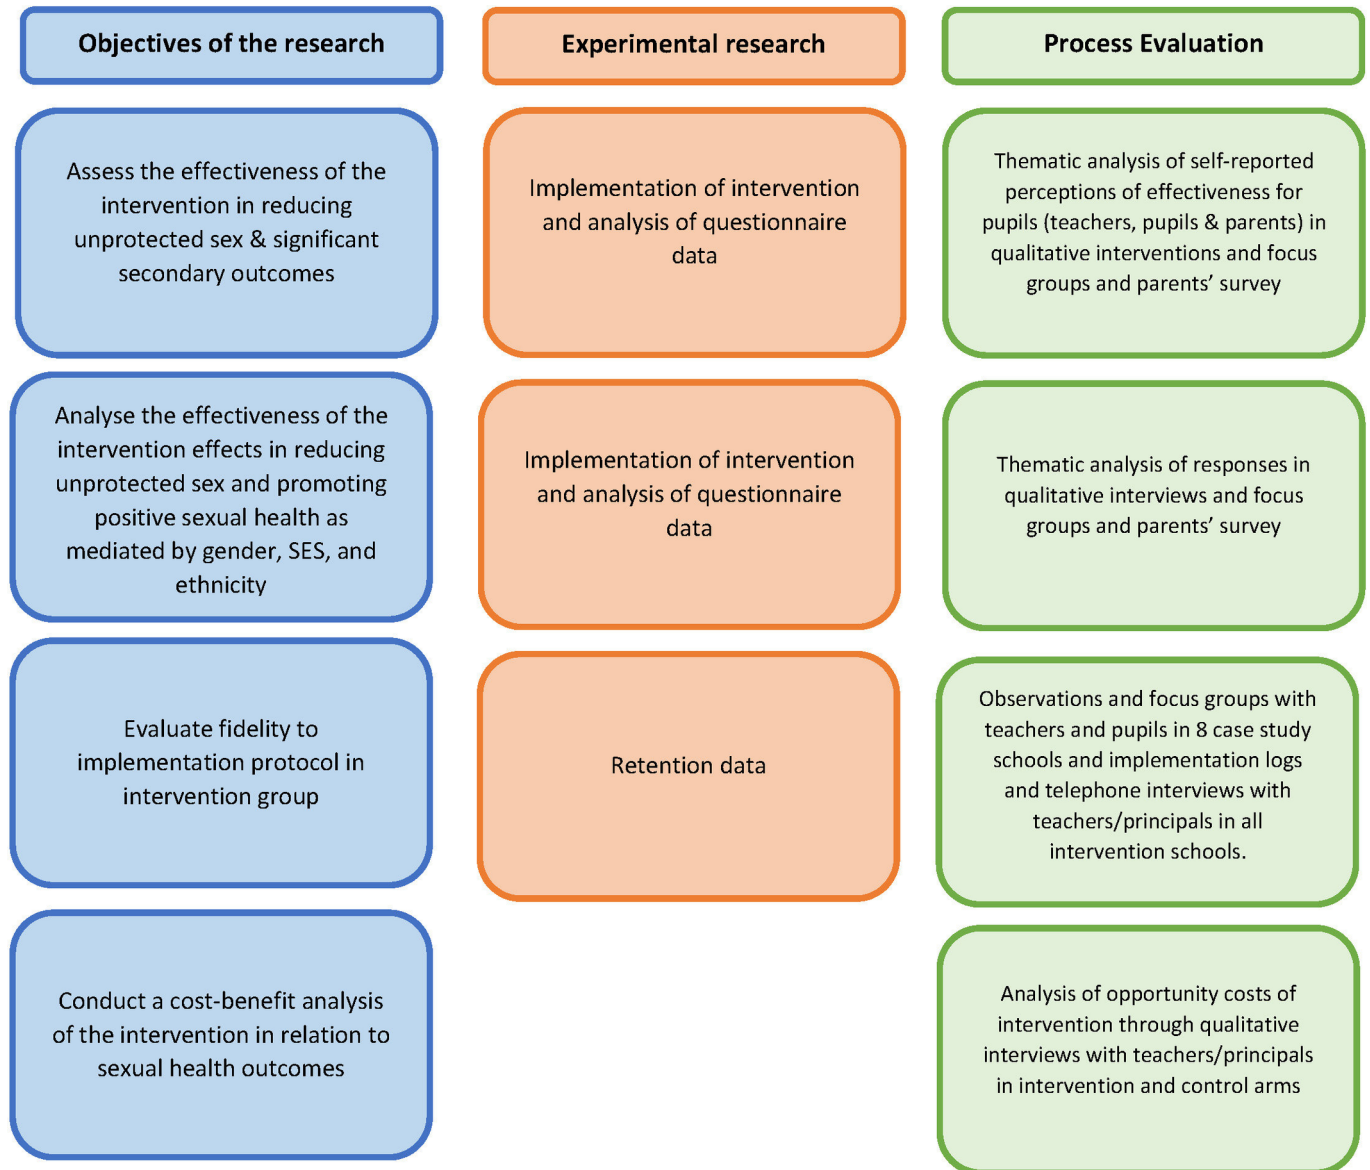 Objectives of the research
Experimental research
Process Evaluation
Assess the effectiveness of the
intervention in reducing
unprotected sex & significant
secondary outcomes
Implementation of intervention
and analysis of questionnaire
data
Thematic analysis of self-reported
perceptions of effectiveness for
pupils (teachers, pupils & parents) in
qualitative interventions and focus
groups and parents’ survey
Analyse the effectiveness of the
intervention effects in reducing
unprotected sex and promoting
positive sexual health as
mediated by gender, SES, and
ethnicity
Implementation of intervention
and analysis of questionnaire
data
Thematic analysis of responses in
qualitative interviews and focus
groups and parents’ survey
Evaluate fidelity to
implementation protocol in
intervention group
Retention data
Observations and focus groups with
teachers and pupils in 8 case study
schools and implementation logs
and telephone interviews with
teachers/principals in all
intervention schools.
Conduct a cost-benefit analysis
of the intervention in relation to
sexual health outcomes
Analysis of opportunity costs of
intervention through qualitative
interviews with teachers/principals
in intervention and control arms